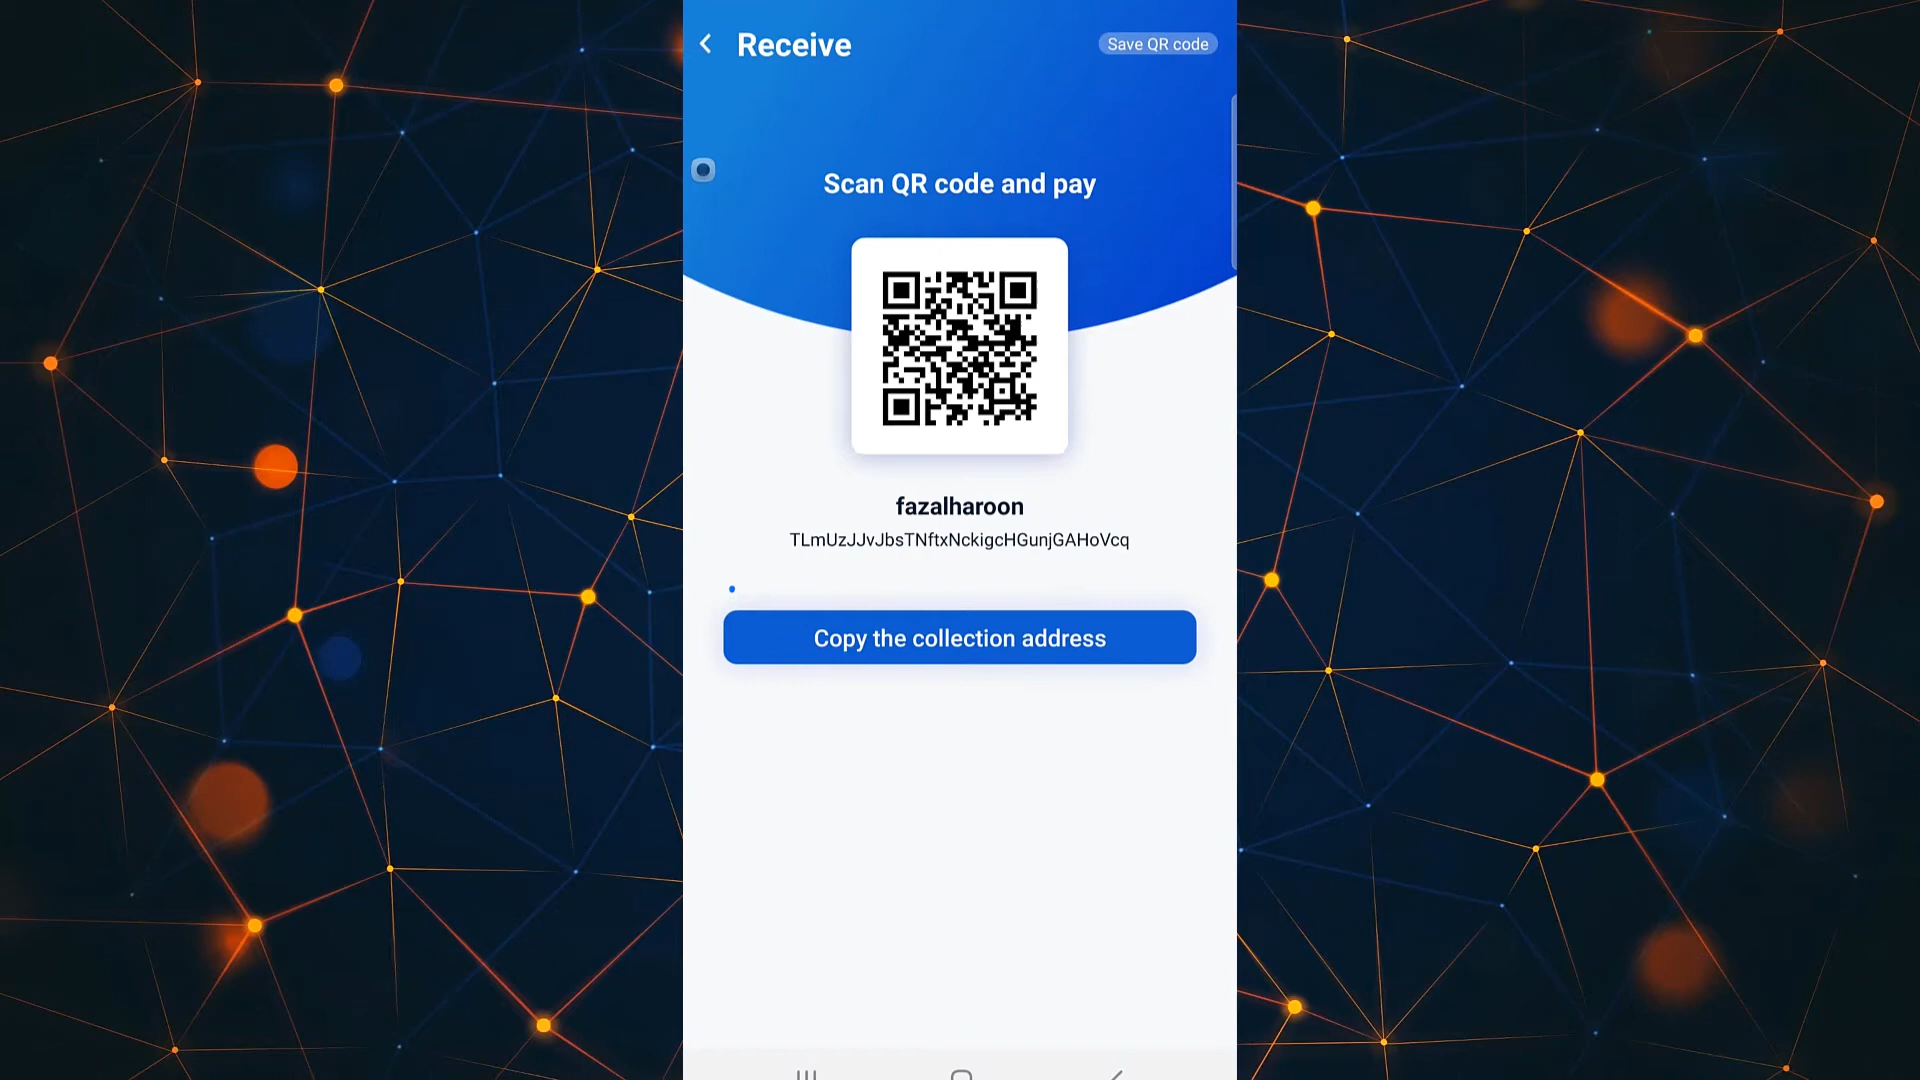 Receive
Save QR code
Scan QR code and pay
fazalharoon
TLmUzJJvJbsTNftxNckigcHGunjGAHoVcq
Copy the collection address